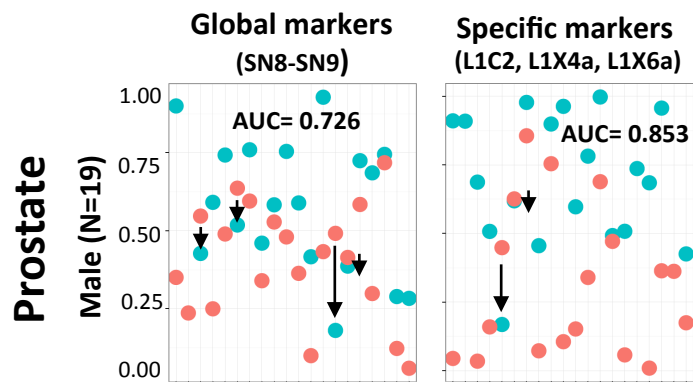 Global markers
(SN8-SN9)
Specific markers
(L1C2, L1X4a, L1X6a)
Prostate
Male (N=19)
1.00
0.75
0.50
0.25
0.00
AUC= 0.726
AUC= 0.853